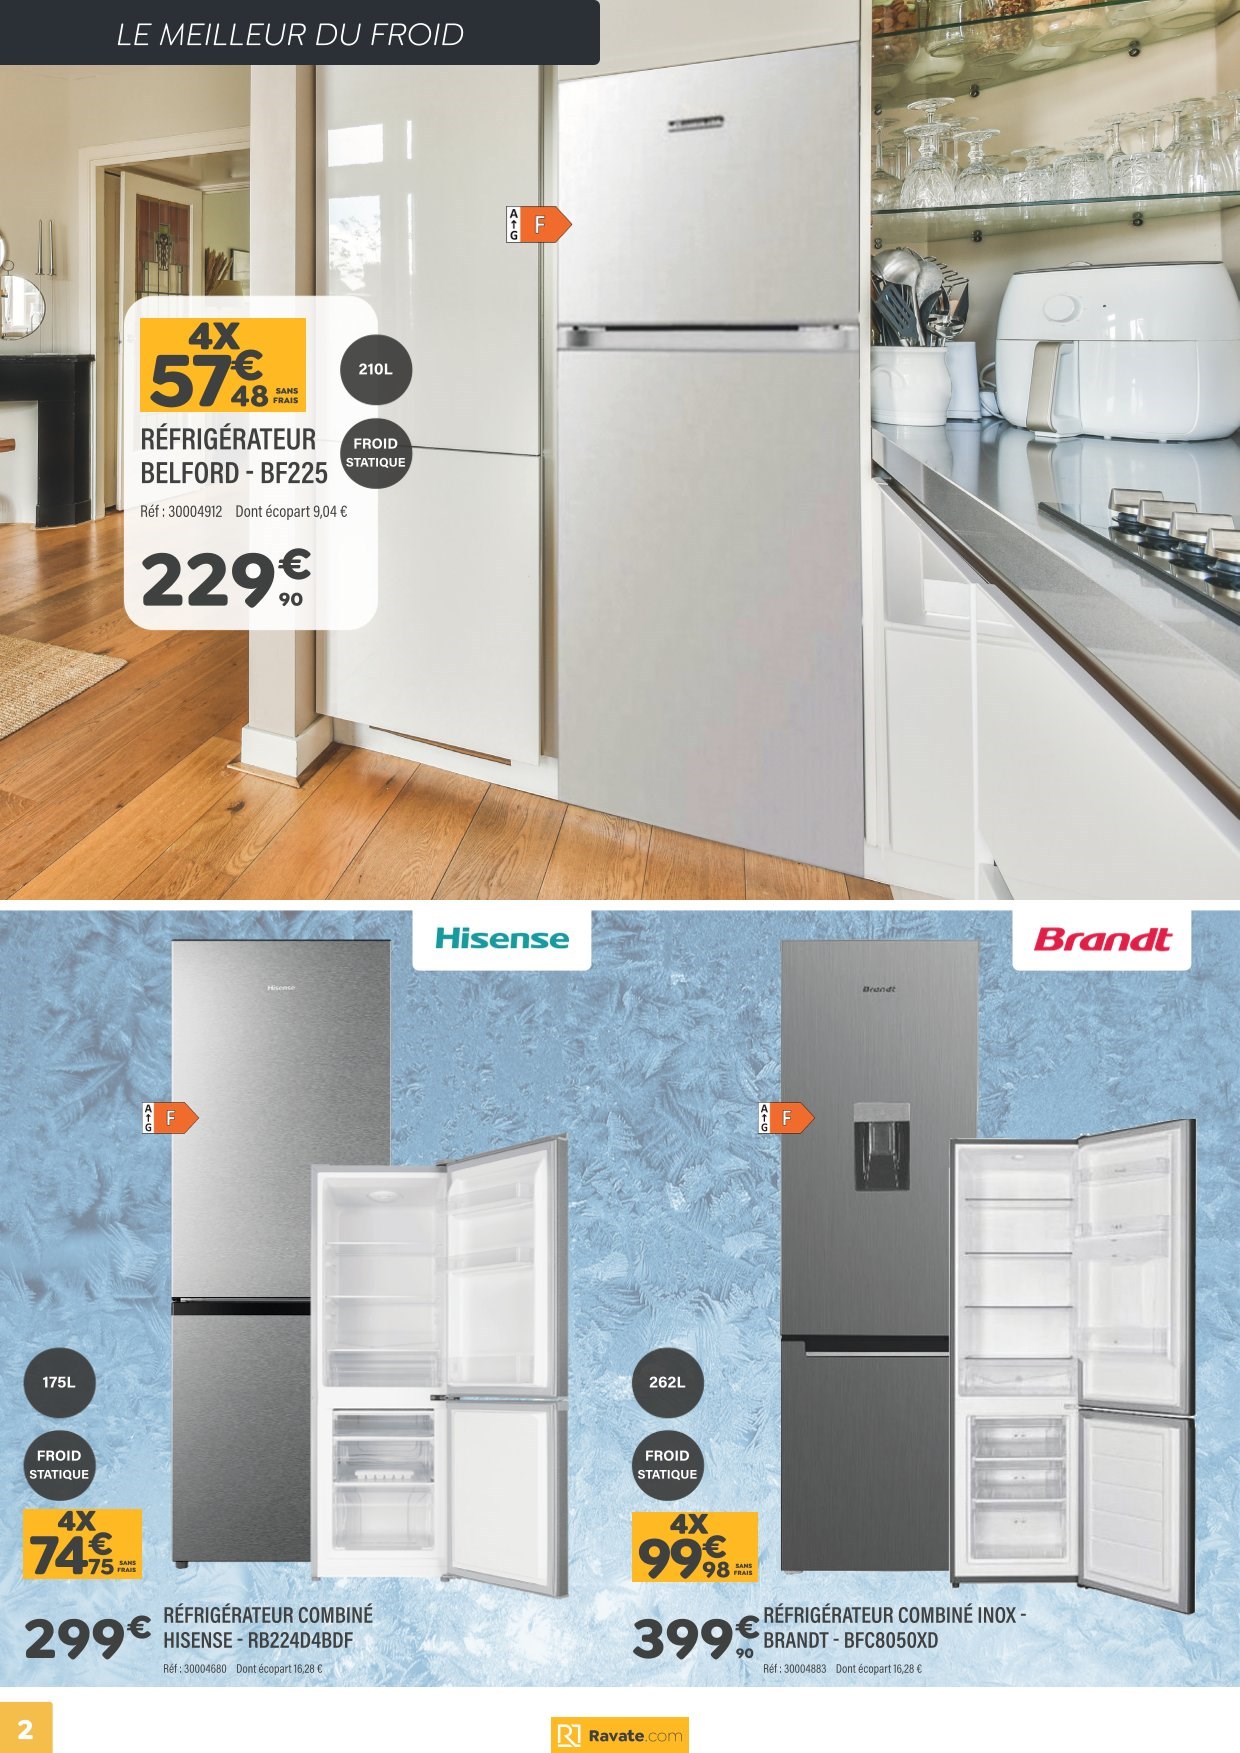 LE MEILLEUR DU FROID
A
G
F
4X
57€48 SANS FRAIS
210L
FROID
STATIQUE
RÉFRIGÉRATEUR
BELFORD - BF225
Réf : 30004912 Dont écopart 9,04 €
229€90
Hisense
Brandt
Hisense
Brandt
A
G
F
A
G
F
175L
FROID
STATIQUE
4X
74€75 SANS FRAIS
299€
RÉFRIGÉRATEUR COMBINÉ
HISENSE - RB224D4BDF
Réf : 30004680 Dont écopart 16,28 €
262L
FROID
STATIQUE
4X
99€98 SANS FRAIS
399€90
RÉFRIGÉRATEUR COMBINÉ INOX -
BRANDT - BFC8050XD
Réf : 30004883 Dont écopart 16,28 €
2
Ravate.com